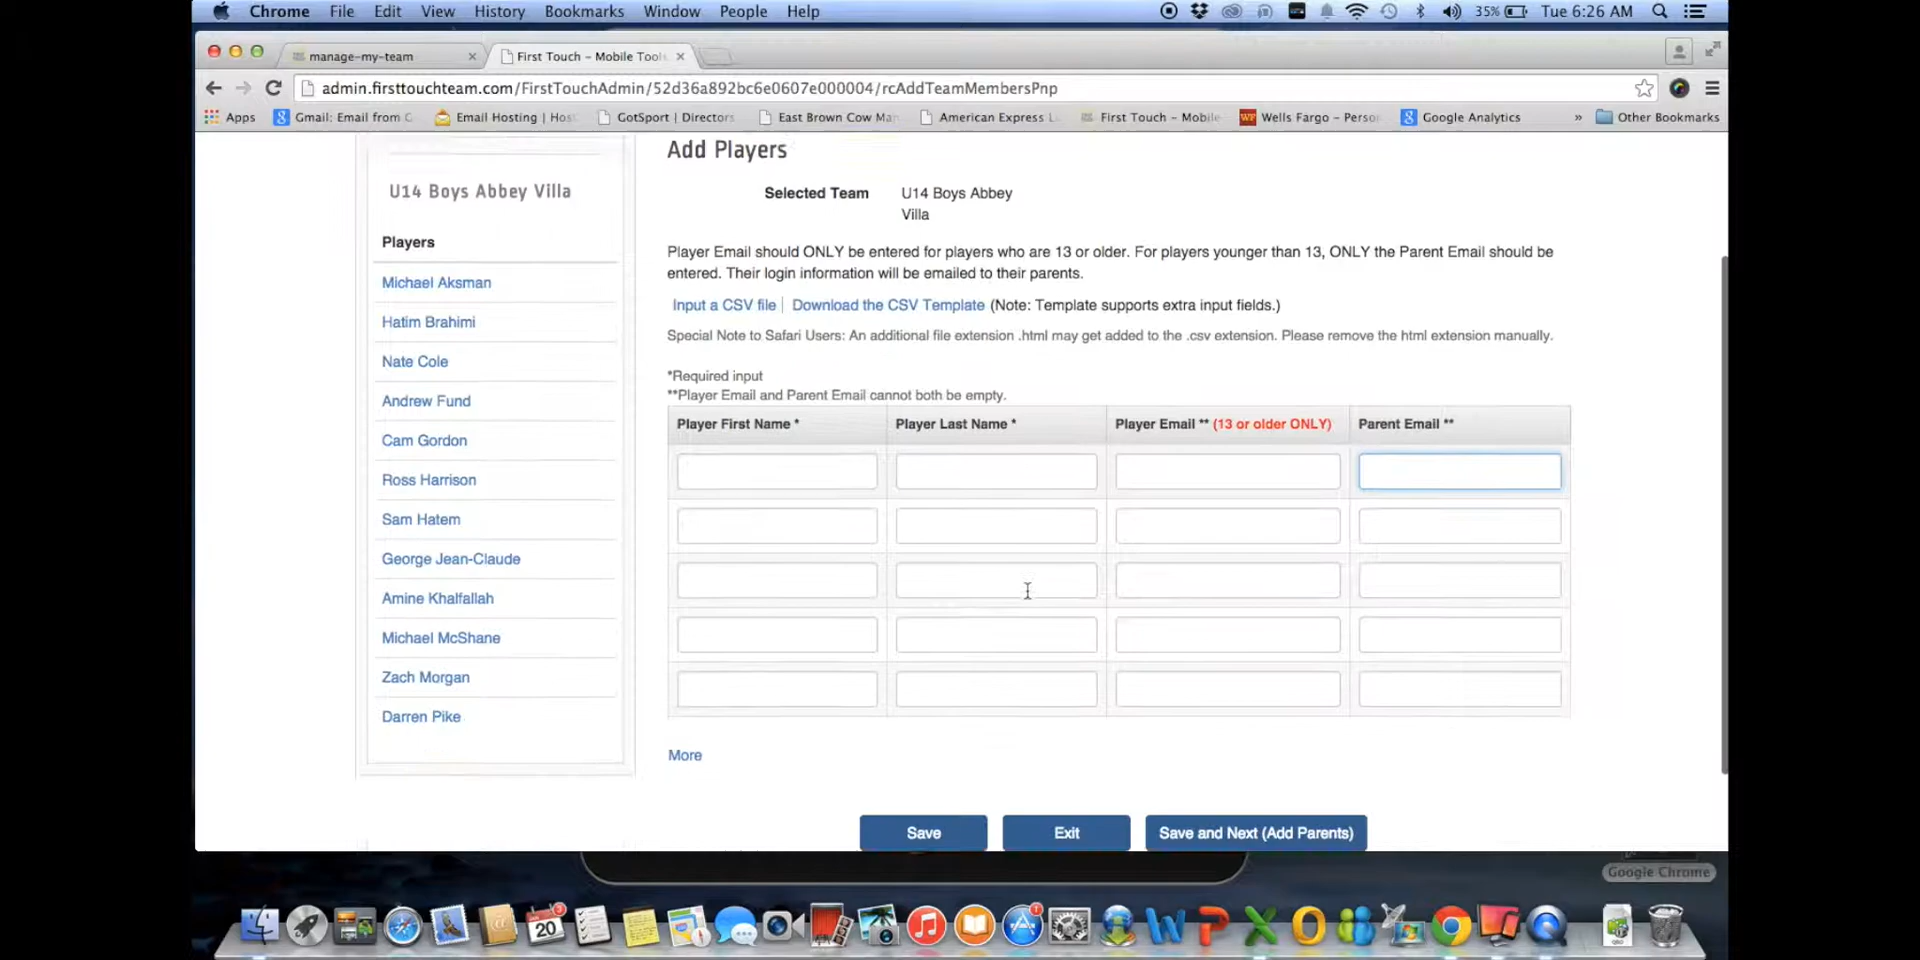 Chrome File Edit View History Bookmarks Window People Help 35% Tue 6:26 AM
manage-my-team First Touch – Mobile Tools
admin.firsttouchteam.com/FirstTouchAdmin/52d36a892bc6e0607e000004/rcAddTeamMembersPnp
Apps Gmail: Email from G Email Hosting | Hos GotSport | Directors East Brown Cow Man American Express L First Touch – Mobile Wells Fargo – Perso Google Analytics » Other Bookmarks
U14 Boys Abbey Villa
Players
Michael Aksman
Hatim Brahimi
Nate Cole
Andrew Fund
Cam Gordon
Ross Harrison
Sam Hatem
George Jean-Claude
Amine Khalfallah
Michael McShane
Zach Morgan
Darren Pike
Add Players
Selected Team U14 Boys Abbey
Villa
Player Email should ONLY be entered for players who are 13 or older. For players younger than 13, ONLY the Parent Email should be
entered. Their login information will be emailed to their parents.
Input a CSV file | Download the CSV Template (Note: Template supports extra input fields.)
Special Note to Safari Users: An additional file extension .html may get added to the .csv extension. Please remove the html extension manually.
*Required input
**Player Email and Parent Email cannot both be empty.
Player First Name * Player Last Name * Player Email ** (13 or older ONLY) Parent Email **
More
Save Exit Save and Next (Add Parents)
Google Chrome
20